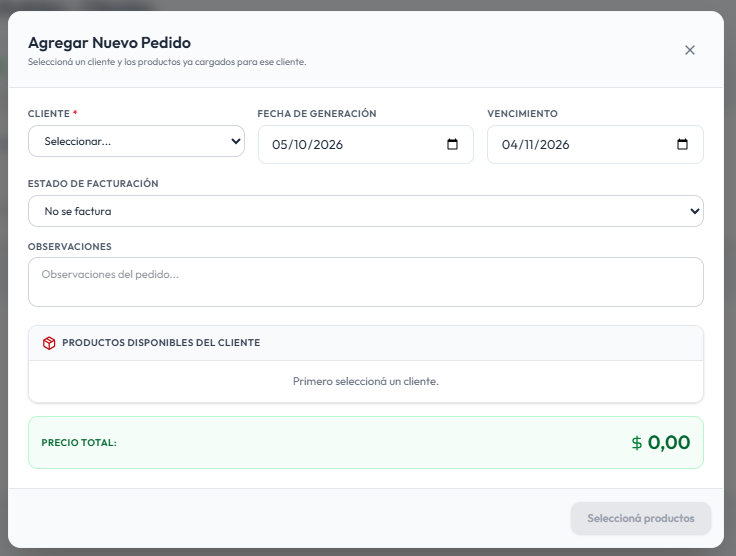 Agregar Nuevo Pedido
Seleccioná un cliente y los productos ya cargados para ese cliente.
CLIENTE *
FECHA DE GENERACIÓN
VENCIMIENTO
Seleccionar...
05/10/2026
04/11/2026
ESTADO DE FACTURACIÓN
No se factura
OBSERVACIONES
Observaciones del pedido...
PRODUCTOS DISPONIBLES DEL CLIENTE
Primero seleccioná un cliente.
PRECIO TOTAL:
$ 0,00
Seleccioná productos